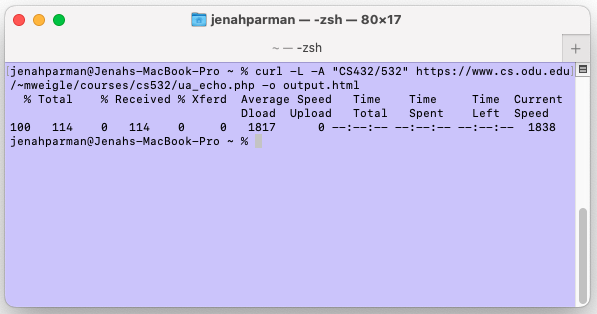 jenahparman — -zsh — 80×17
~ — -zsh
+
jenahparman@Jenahs-MacBook-Pro ~ % curl -L -A "CS432/532" https://www.cs.odu.edu
/~mweigle/courses/cs532/ua_echo.php -o output.html
  % Total    % Received % Xferd  Average Speed   Time    Time     Time  Current
                                 Dload  Upload   Total   Spent    Left  Speed
100   114    0   114    0     0   1817      0 --:--:-- --:--:-- --:--:--  1838
jenahparman@Jenahs-MacBook-Pro ~ %